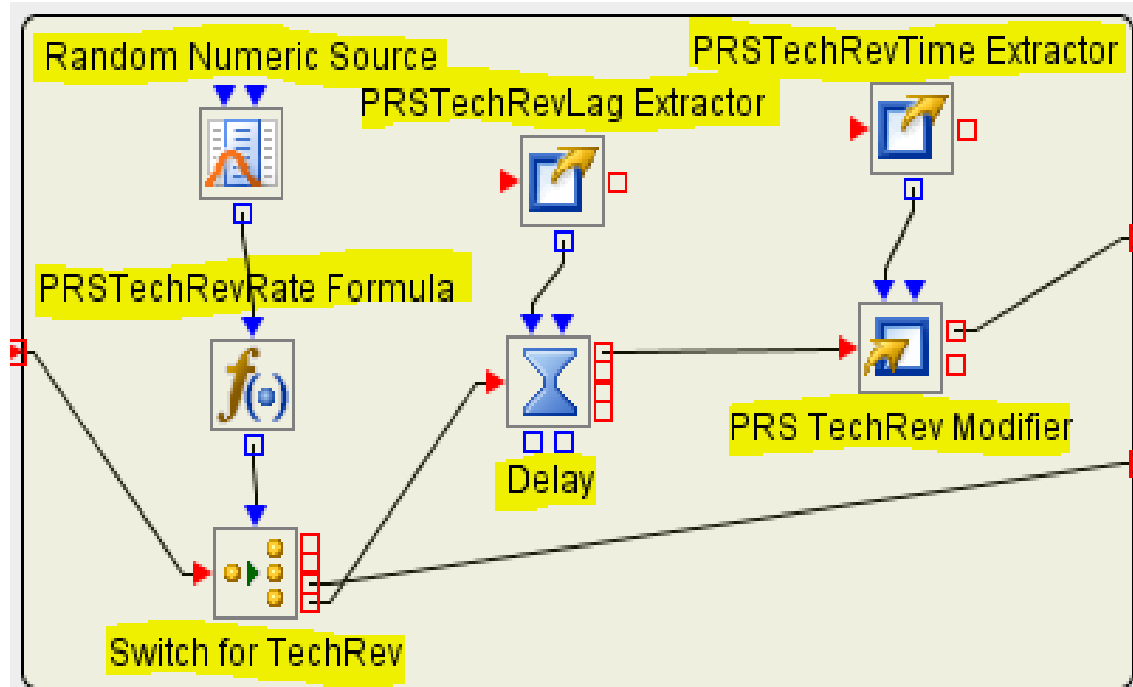 Random Numeric Source
PRSTechRevTime Extractor
PRSTechRevLag Extractor
PRSTechRevRate Formula
f(•)
PRS TechRev Modifier
Delay
Switch for TechRev